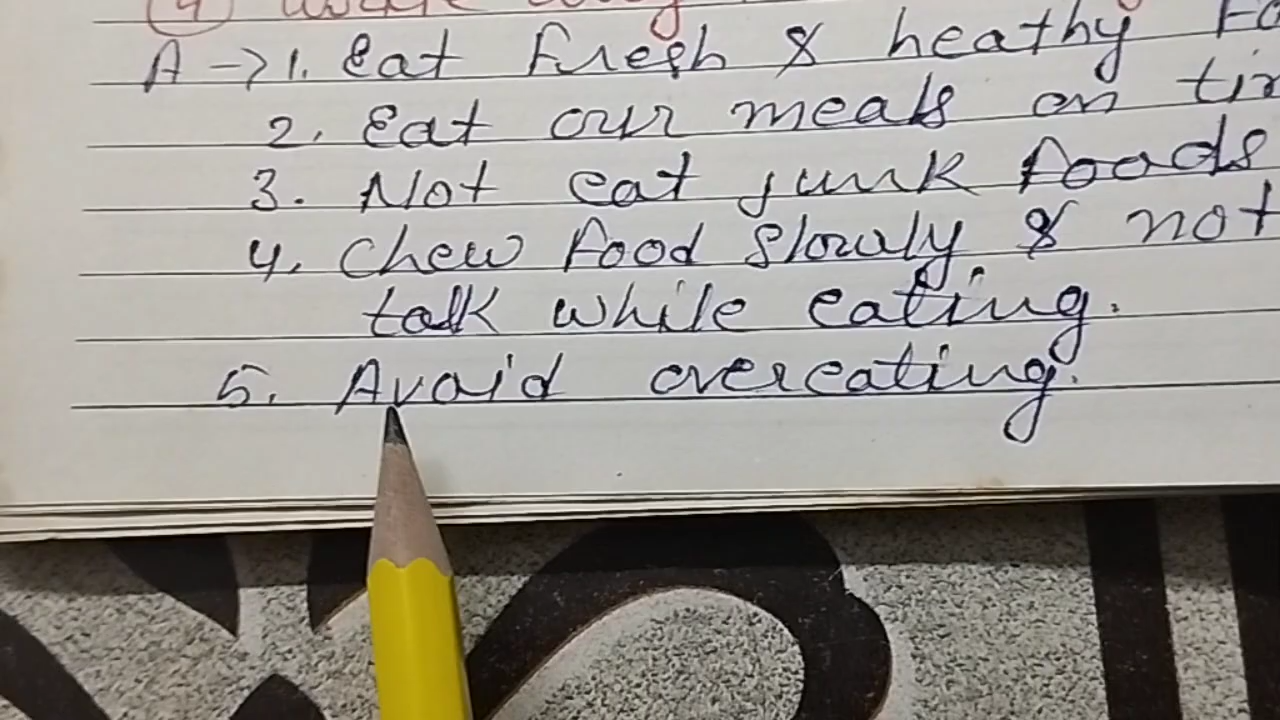 A → 1. Eat Fresh & heathy
2. Eat our meals on
3. Not eat junk foods
4. Chew food slowly & not
talk while eating.
5. Avoid overeating.